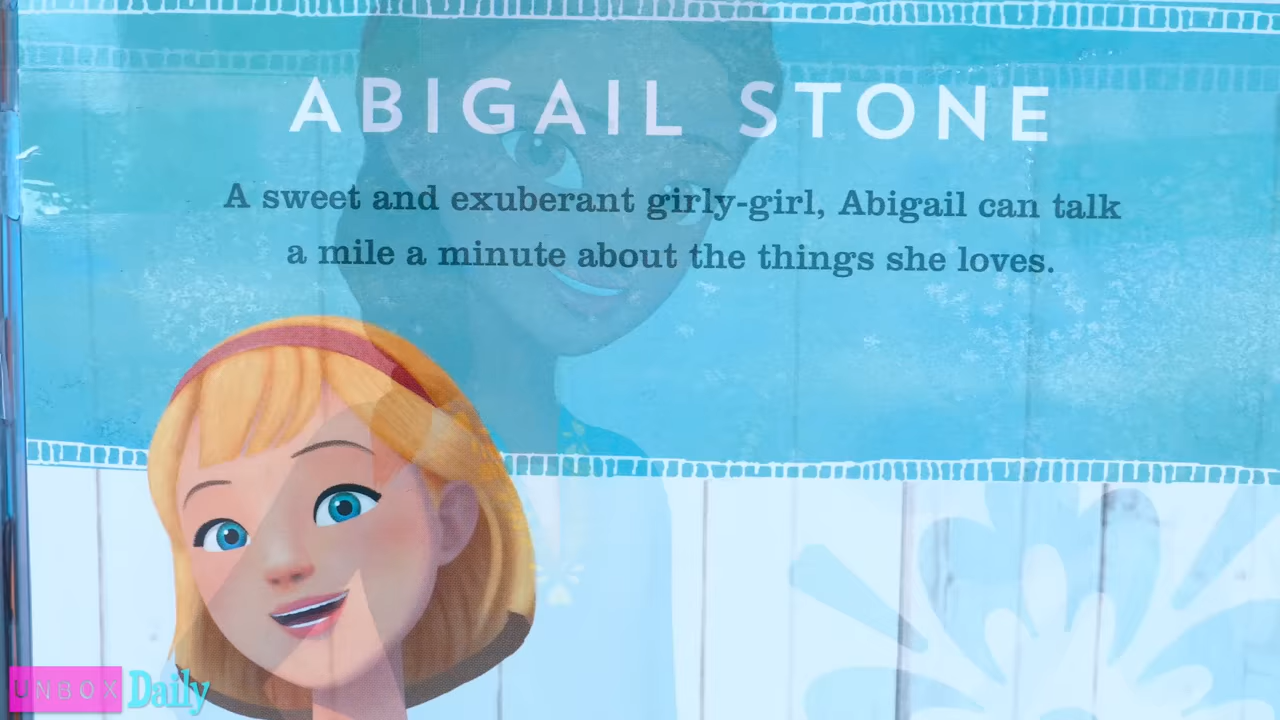 ABIGAIL STONE
A sweet and exuberant girly-girl, Abigail can talk
a mile a minute about the things she loves.
UNBOX Daily